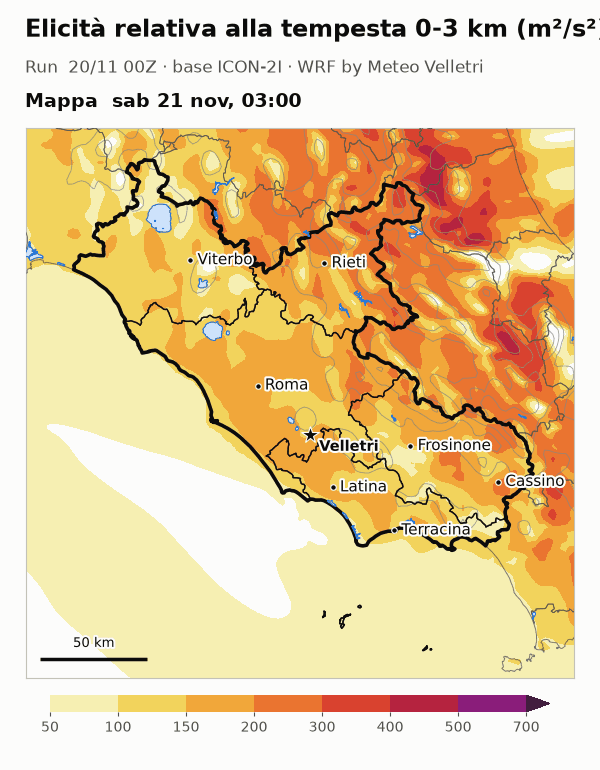 Elicità relativa alla tempesta 0-3 km (m²/s²)
Run 20/11 00Z · base ICON-2I · WRF by Meteo Velletri
Mappa sab 21 nov, 03:00
Viterbo
Rieti
Roma
Velletri
Frosinone
Cassino
Latina
Terracina
50 km
50 100 150 200 300 400 500 700